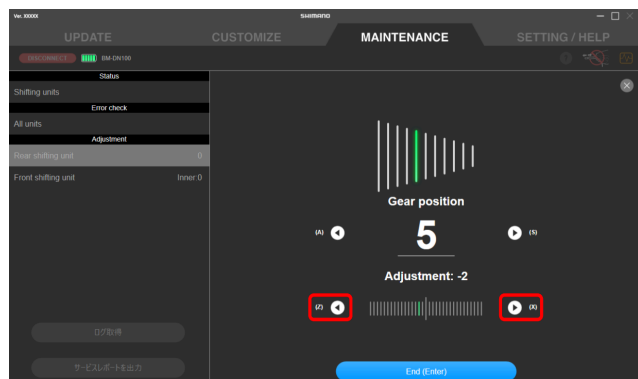 Ver. XXXXX
SHIMANO
UPDATE
CUSTOMIZE
MAINTENANCE
SETTING / HELP
DISCONNECT
BM-DN100
Status
Shifting units
Error check
All units
Adjustment
Rear shifting unit 0
Front shifting unit Inner:0
ログ取得
サービスレポートを出力
Gear position
(A) 5 (S)
Adjustment: -2
(Z) (X)
End (Enter)